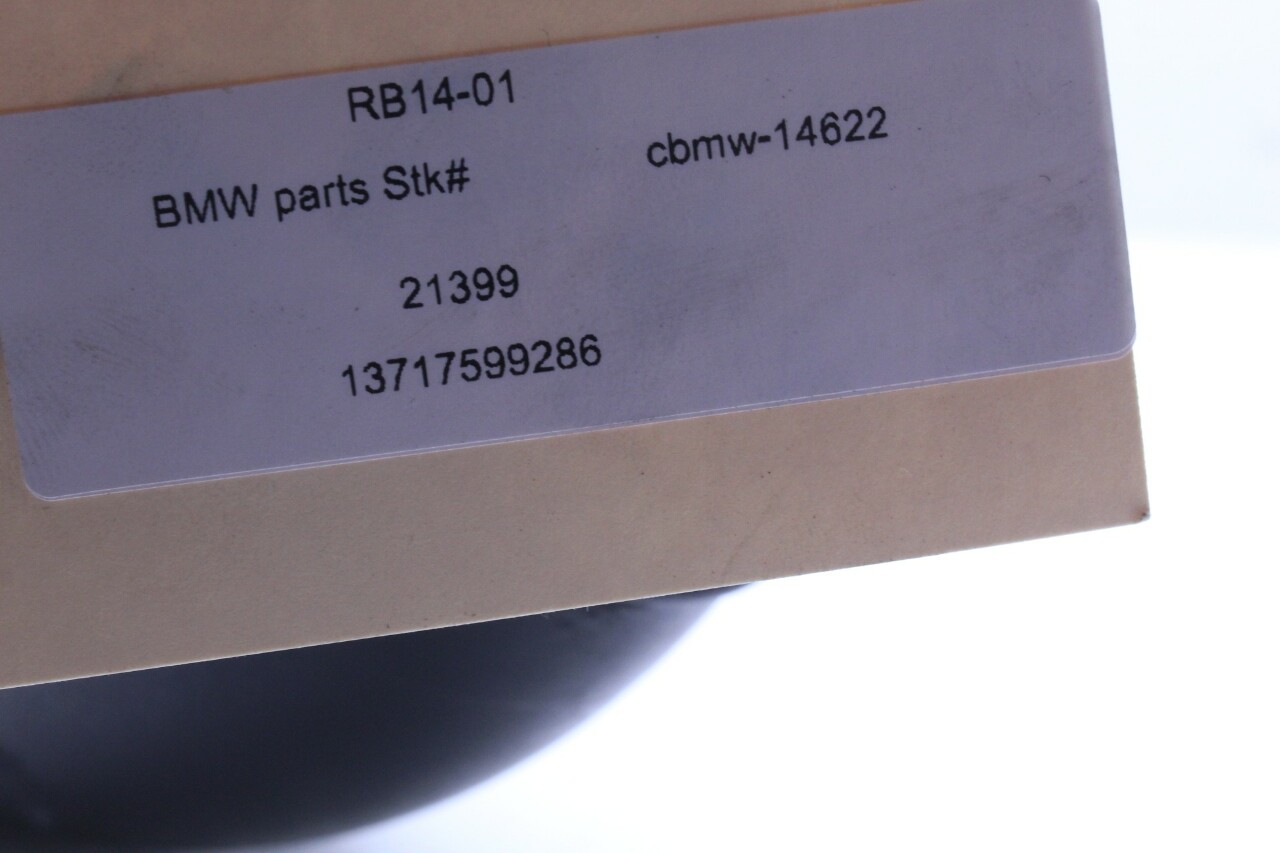 RB14-01
BMW parts Stk# cbmw-14622
21399
13717599286